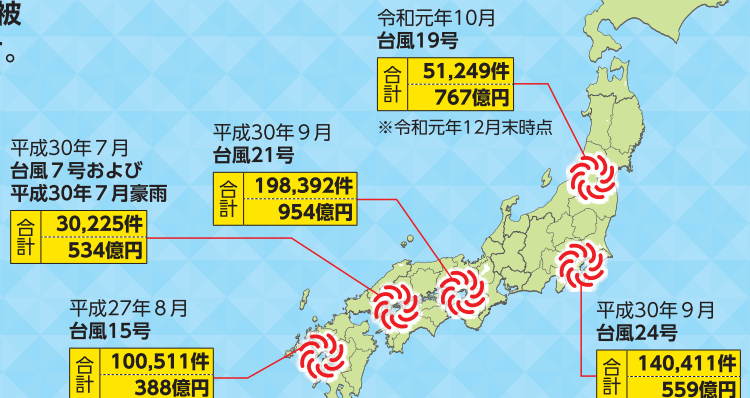 被
。
令和元年10月
台風19号
合計
51,249件
767億円
※令和元年12月末時点
平成30年9月
台風21号
合計
198,392件
954億円
平成30年7月
台風7号および
平成30年7月豪雨
合計
30,225件
534億円
平成27年8月
台風15号
合計
100,511件
388億円
平成30年9月
台風24号
合計
140,411件
559億円